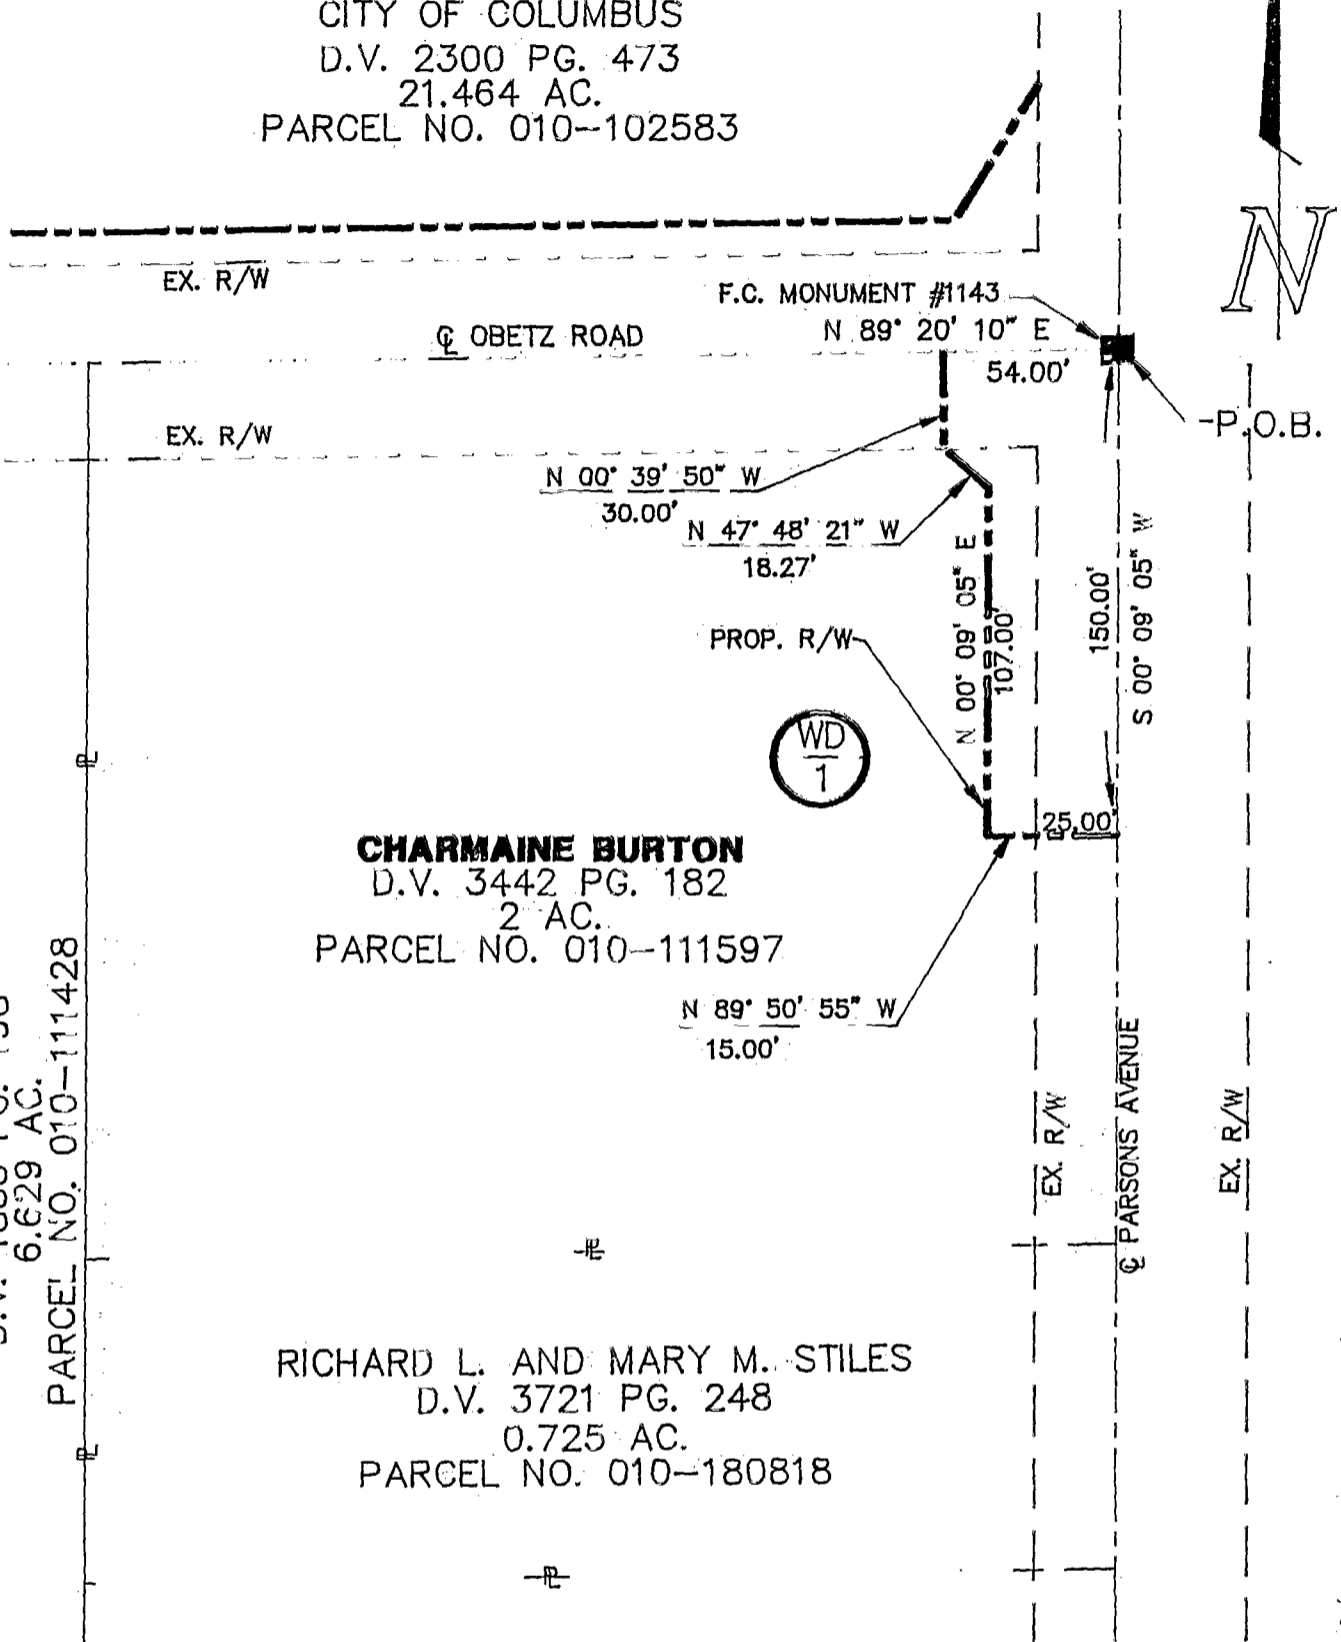 CITY OF COLUMBUS
D.V. 2300 PG. 473
21.464 AC.
PARCEL NO. 010-102583
N
EX. R/W
F.C. MONUMENT #1143
℄ OBETZ ROAD
N 89° 20' 10" E
54.00'
-P.O.B.
EX. R/W
N 00° 39' 50" W
30.00'
N 47° 48' 21" W
18.27'
N 00° 09' 05" E
107.00'
150.00'
S 00° 09' 05" W
PROP. R/W
WD
1
25.00'
CHARMAINE BURTON
D.V. 3442 PG. 182
2 AC.
PARCEL NO. 010-111597
N 89° 50' 55" W
15.00'
6.629 AC.
PARCEL NO. 010-111428
EX. R/W
℄ PARSONS AVENUE
EX. R/W
PL
PL
RICHARD L. AND MARY M. STILES
D.V. 3721 PG. 248
0.725 AC.
PARCEL NO. 010-180818
PL
PL